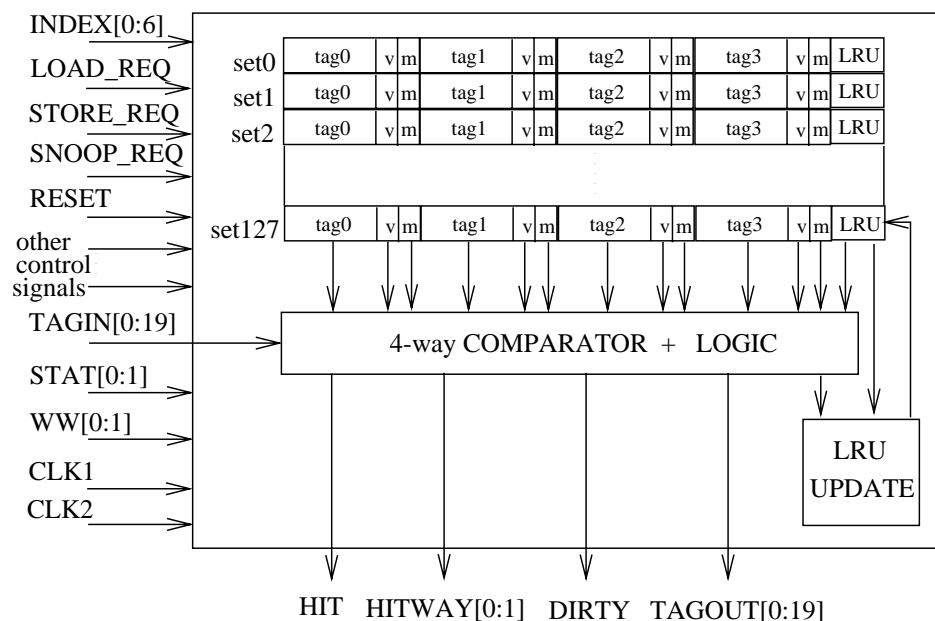 INDEX[0:6]
LOAD_REQ
STORE_REQ
SNOOP_REQ
RESET
other
control
signals
TAGIN[0:19]
STAT[0:1]
WW[0:1]
CLK1
CLK2
set0 tag0 v m tag1 v m tag2 v m tag3 v m LRU
set1 tag0 v m tag1 v m tag2 v m tag3 v m LRU
set2 tag0 v m tag1 v m tag2 v m tag3 v m LRU
set127 tag0 v m tag1 v m tag2 v m tag3 v m LRU
4-way COMPARATOR + LOGIC
LRU
UPDATE
HIT HITWAY[0:1] DIRTY TAGOUT[0:19]